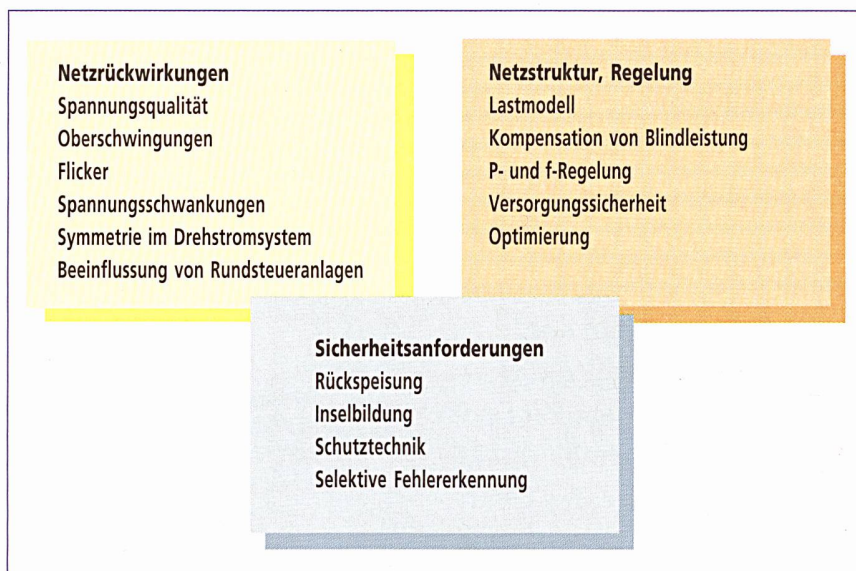 Netzrückwirkungen
Spannungsqualität
Oberschwingungen
Flicker
Spannungsschwankungen
Symmetrie im Drehstromsystem
Beeinflussung von Rundsteueranlagen
Netzstruktur, Regelung
Lastmodell
Kompensation von Blindleistung
P- und f-Regelung
Versorgungssicherheit
Optimierung
Sicherheitsanforderungen
Rückspeisung
Inselbildung
Schutztechnik
Selektive Fehlererkennung